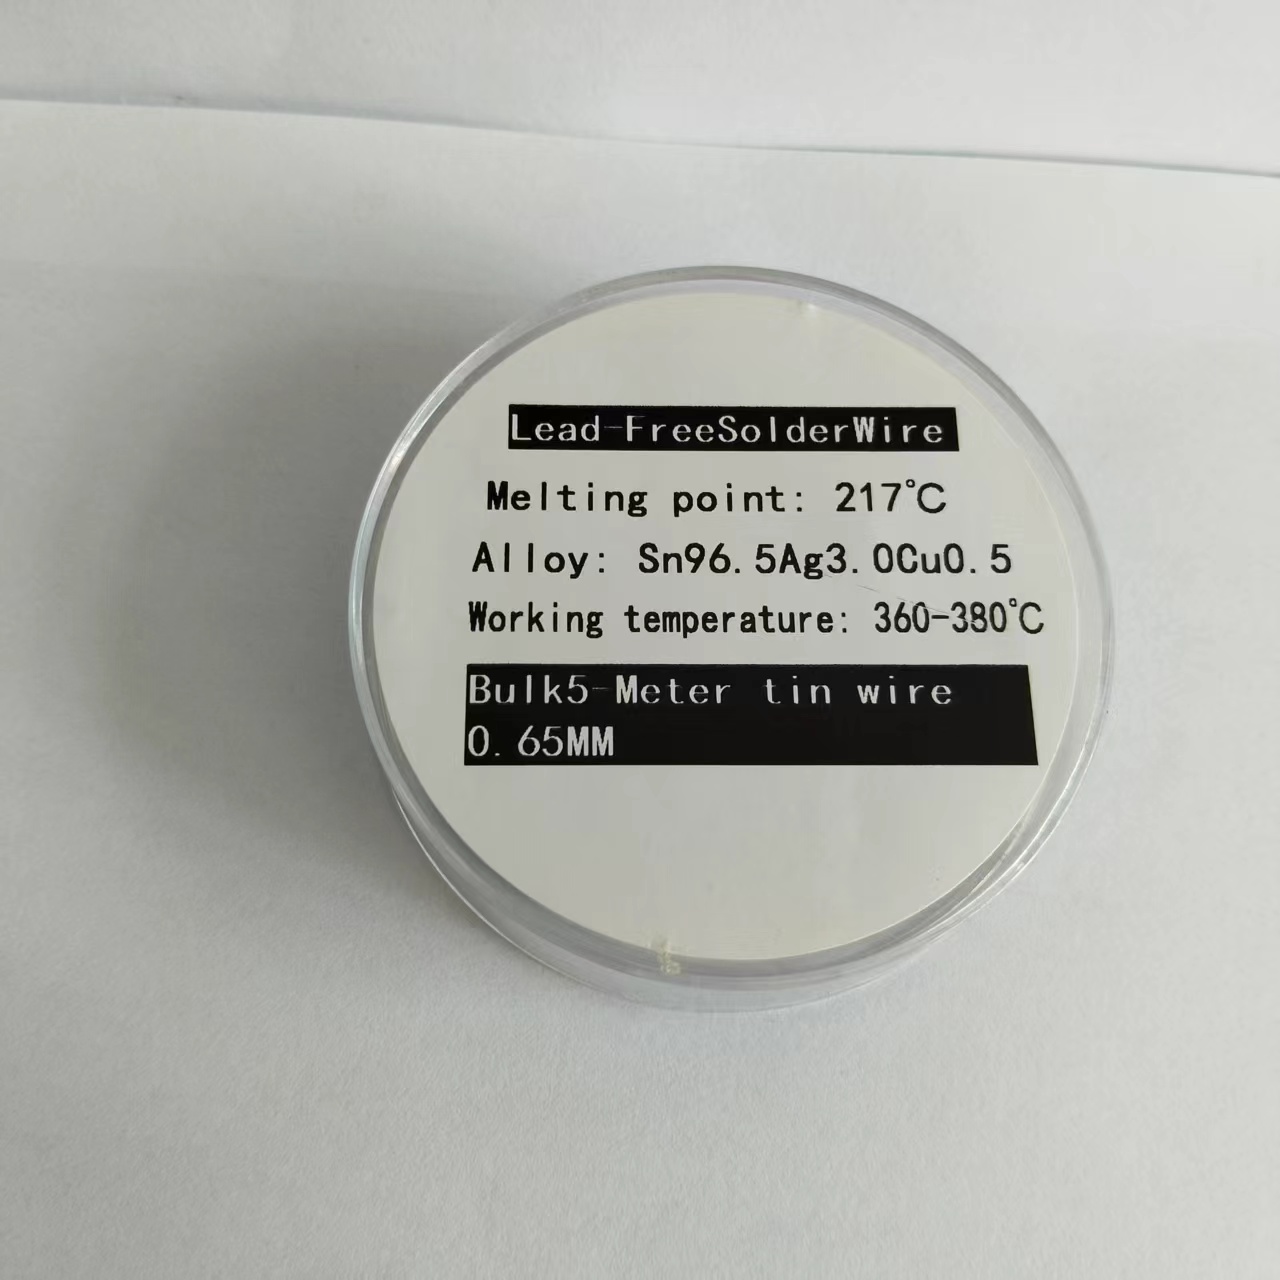 Lead-FreeSolderWire
Melting point: 217℃
Alloy: Sn96.5Ag3.0Cu0.5
Working temperature: 360-380℃
Bulk5-Meter tin wire
0.65MM